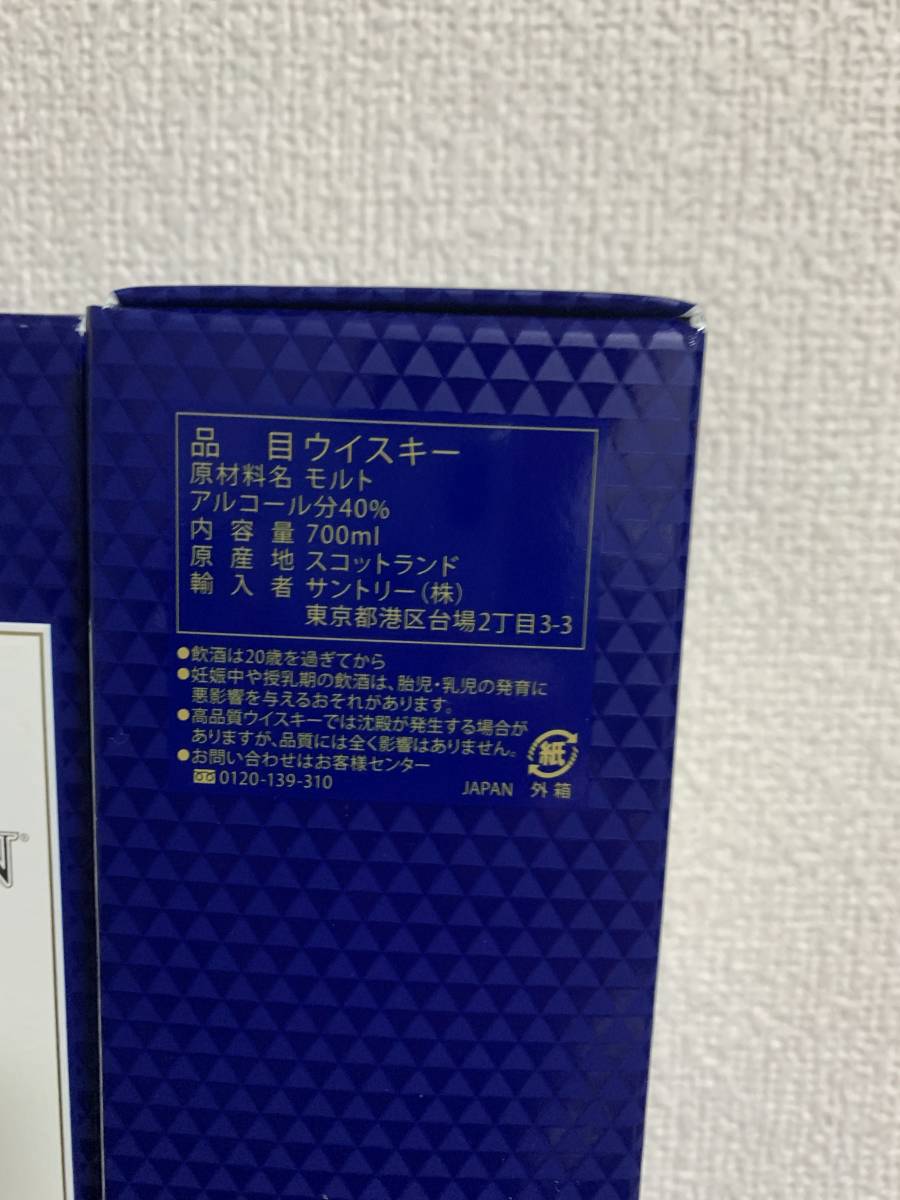 品 目 ウイスキー
原材料名 モルト
アルコール分40%
内容量 700ml
原産地 スコットランド
輸入者 サントリー(株)
東京都港区台場2丁目3-3
●飲酒は20歳を過ぎてから
●妊娠中や授乳期の飲酒は、胎児・乳児の発育に
悪影響を与えるおそれがあります。
●高品質ウイスキーでは沈殿が発生する場合が
ありますが、品質には全く影響はありません。
●お問い合わせはお客様センター
0120-139-310
紙
JAPAN 外箱
N®